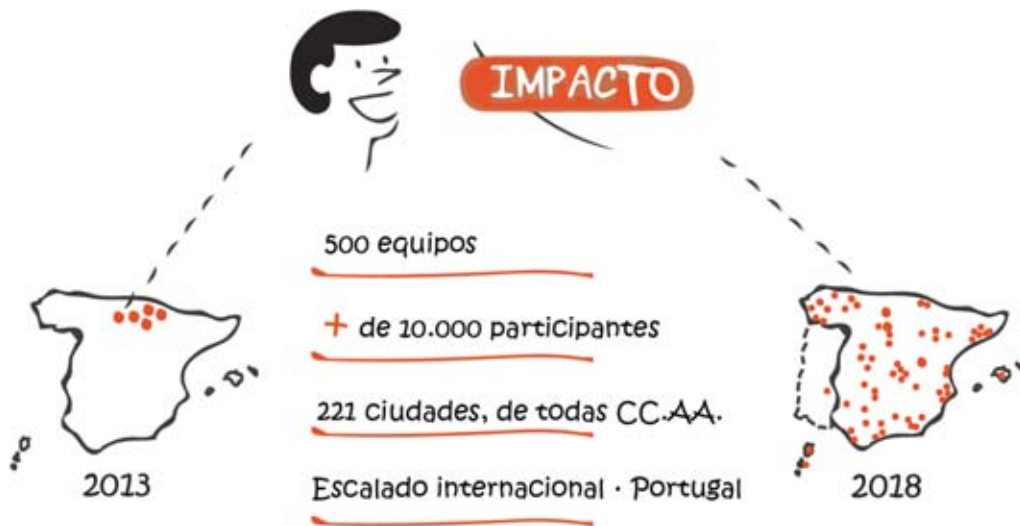 IMPACTO
500 equipos
+ de 10.000 participantes
221 ciudades, de todas CC.AA.
2013
Escalado internacional · Portugal
2018